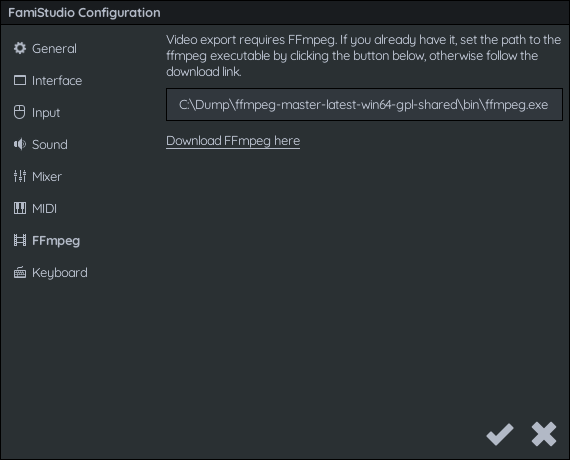 FamiStudio Configuration
General
Interface
Input
Sound
Mixer
MIDI
FFmpeg
Keyboard
Video export requires FFmpeg. If you already have it, set the path to the
ffmpeg executable by clicking the button below, otherwise follow the
download link.
C:\Dump\ffmpeg-master-latest-win64-gpl-shared\bin\ffmpeg.exe
Download FFmpeg here